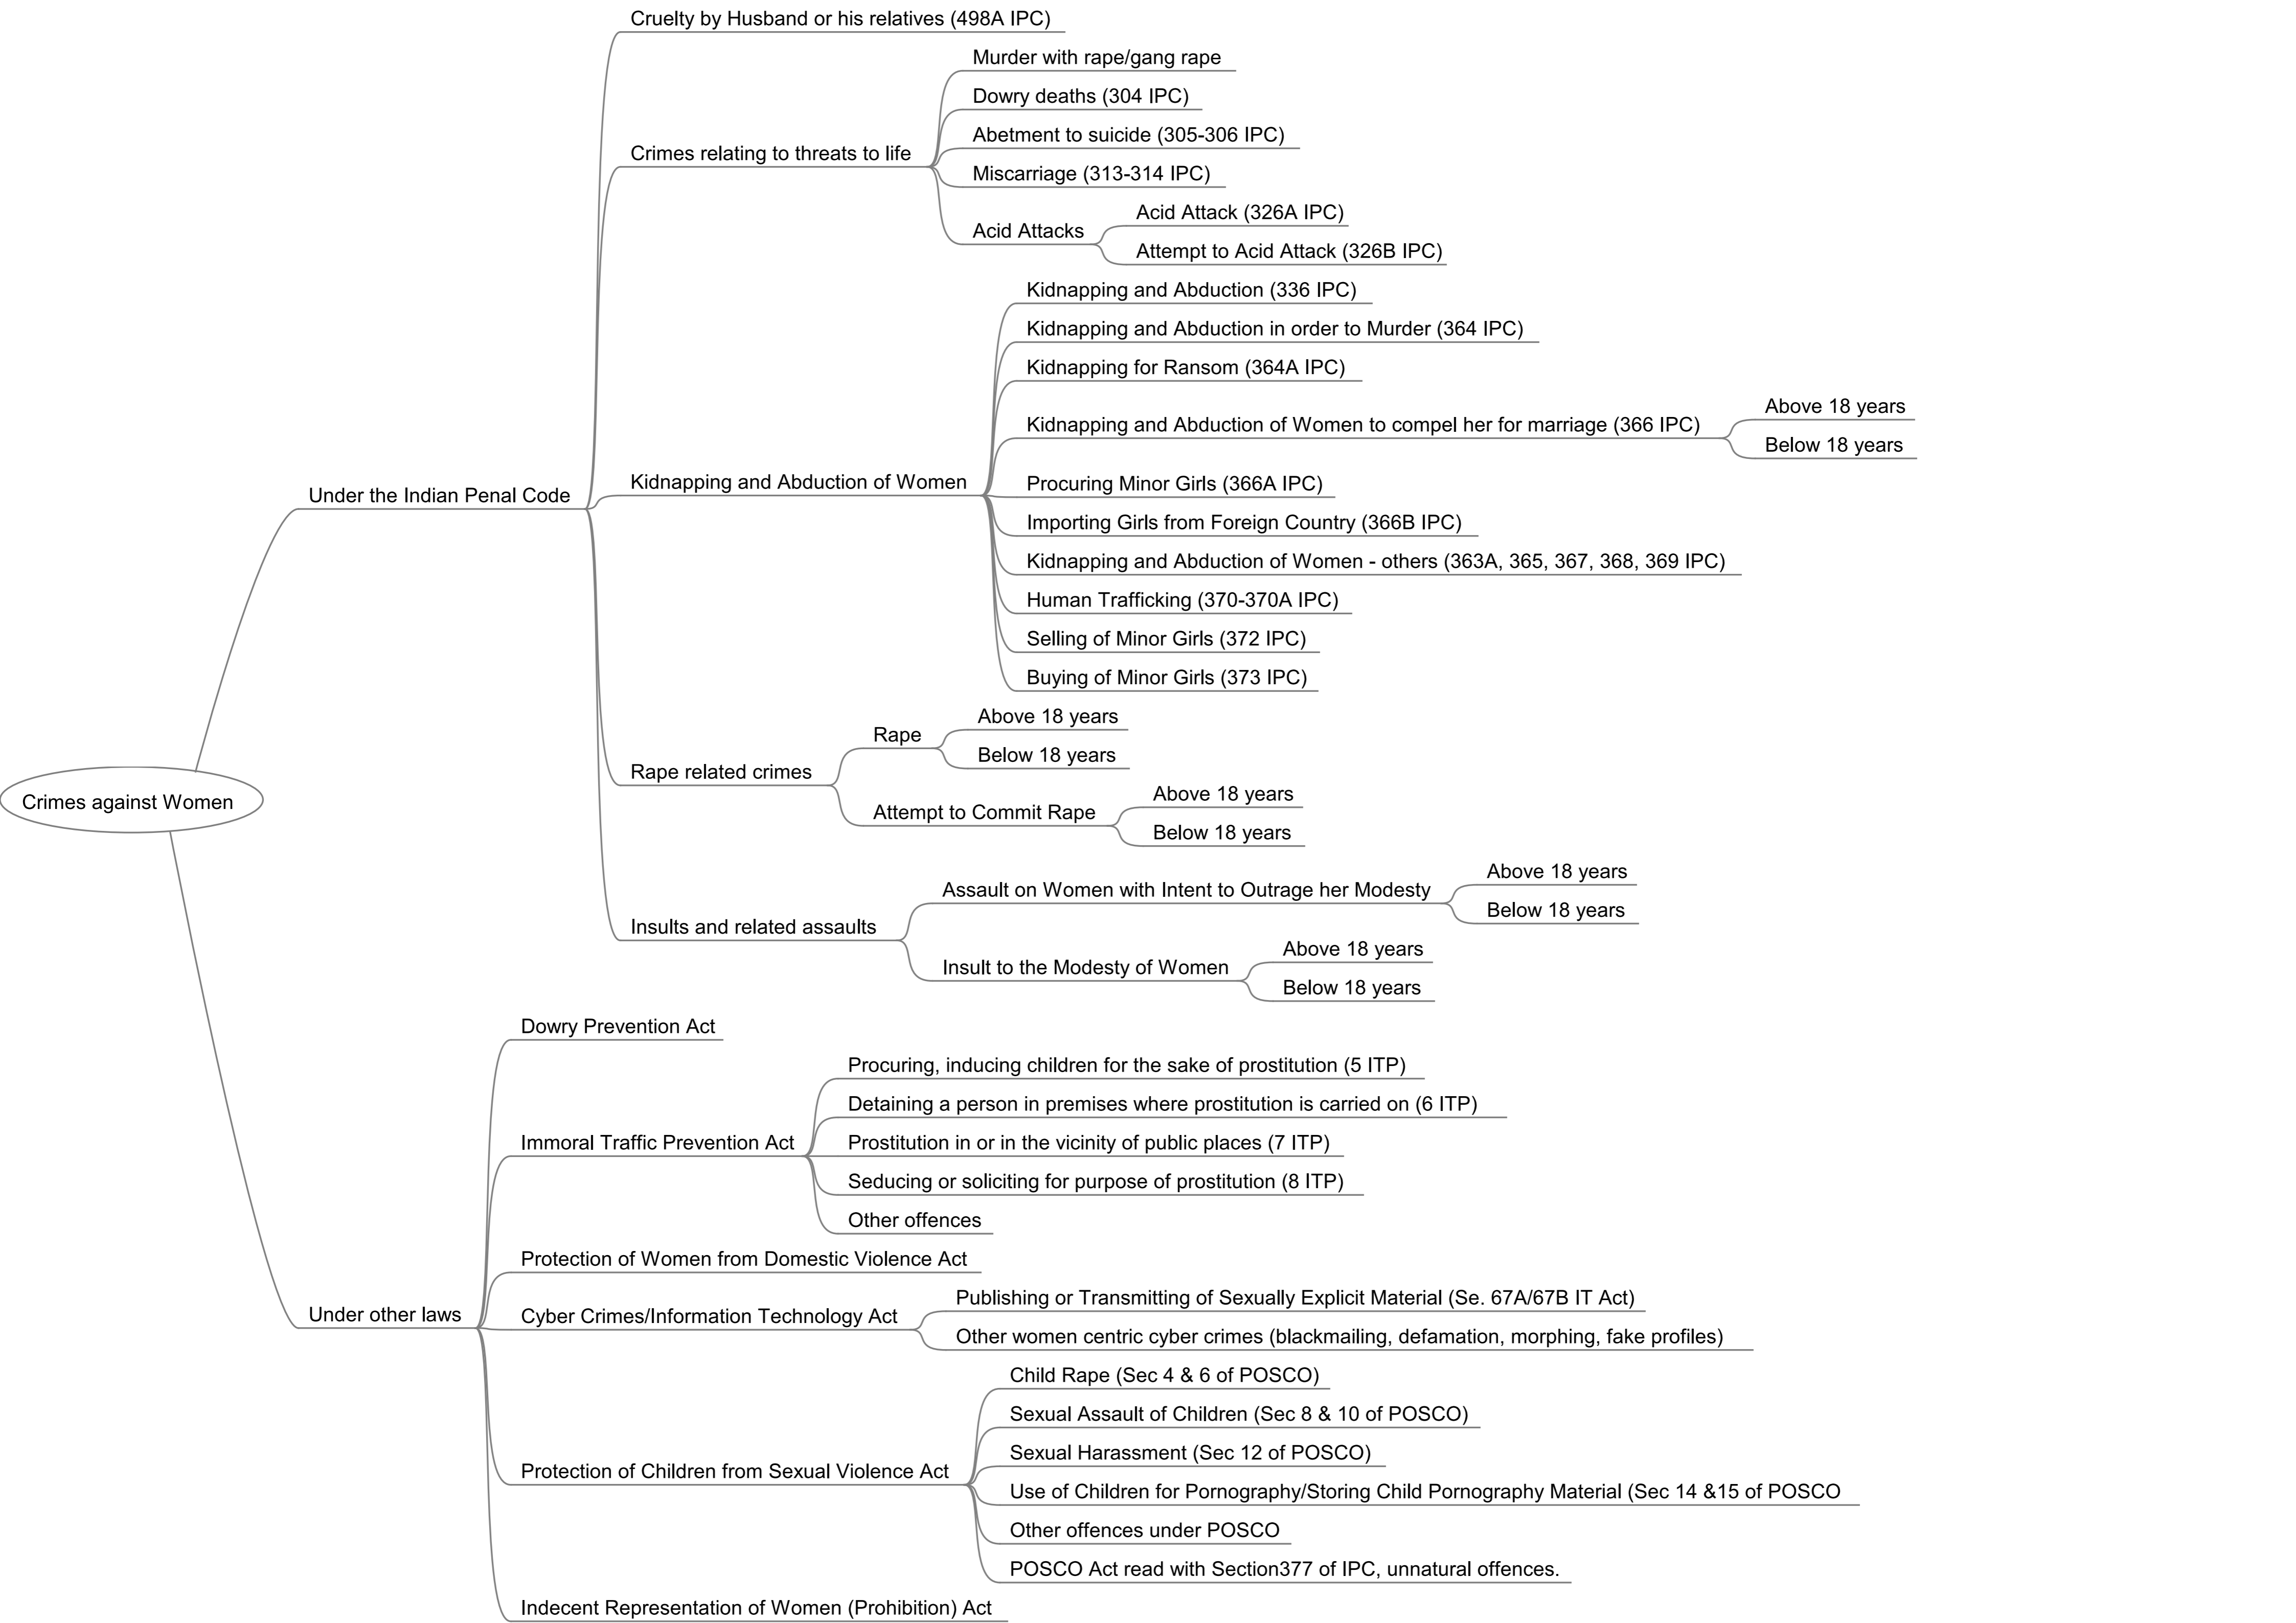 Cruelty by Husband or his relatives (498A IPC)
Murder with rape/gang rape
Dowry deaths (304 IPC)
Abetment to suicide (305-306 IPC)
Crimes relating to threats to life
Miscarriage (313-314 IPC)
Acid Attack (326A IPC)
Acid Attacks
Attempt to Acid Attack (326B IPC)
Kidnapping and Abduction (336 IPC)
Kidnapping and Abduction in order to Murder (364 IPC)
Kidnapping for Ransom (364A IPC)
Above 18 years
Kidnapping and Abduction of Women to compel her for marriage (366 IPC)
Below 18 years
Kidnapping and Abduction of Women
Procuring Minor Girls (366A IPC)
Under the Indian Penal Code
Importing Girls from Foreign Country (366B IPC)
Kidnapping and Abduction of Women - others (363A, 365, 367, 368, 369 IPC)
Human Trafficking (370-370A IPC)
Selling of Minor Girls (372 IPC)
Buying of Minor Girls (373 IPC)
Above 18 years
Rape
Below 18 years
Rape related crimes
Above 18 years
Crimes against Women
Attempt to Commit Rape
Below 18 years
Above 18 years
Assault on Women with Intent to Outrage her Modesty
Below 18 years
Insults and related assaults
Above 18 years
Insult to the Modesty of Women
Below 18 years
Dowry Prevention Act
Procuring, inducing children for the sake of prostitution (5 ITP)
Detaining a person in premises where prostitution is carried on (6 ITP)
Immoral Traffic Prevention Act
Prostitution in or in the vicinity of public places (7 ITP)
Seducing or soliciting for purpose of prostitution (8 ITP)
Other offences
Protection of Women from Domestic Violence Act
Publishing or Transmitting of Sexually Explicit Material (Se. 67A/67B IT Act)
Under other laws
Cyber Crimes/Information Technology Act
Other women centric cyber crimes (blackmailing, defamation, morphing, fake profiles)
Child Rape (Sec 4 & 6 of POSCO)
Sexual Assault of Children (Sec 8 & 10 of POSCO)
Sexual Harassment (Sec 12 of POSCO)
Protection of Children from Sexual Violence Act
Use of Children for Pornography/Storing Child Pornography Material (Sec 14 &15 of POSCO
Other offences under POSCO
POSCO Act read with Section377 of IPC, unnatural offences.
Indecent Representation of Women (Prohibition) Act